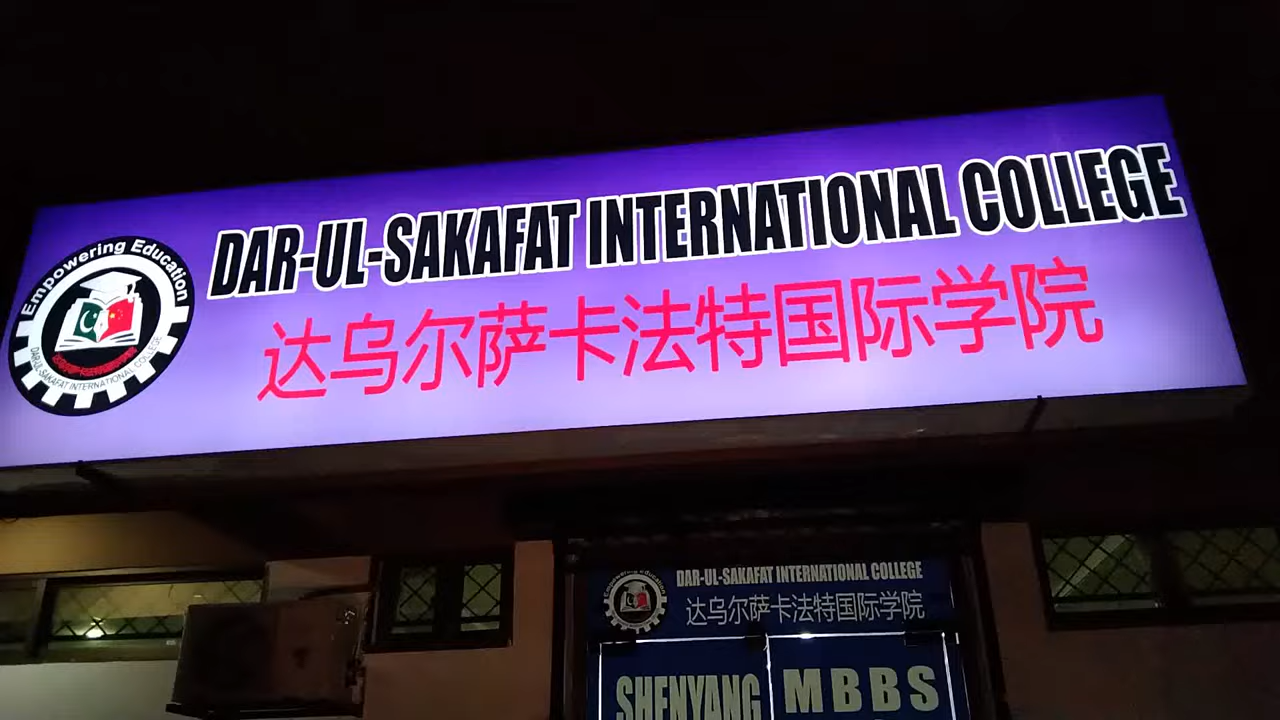 DAR-UL-SAKAFAT INTERNATIONAL COLLEGE
达乌尔萨卡法特国际学院
Empowering Education
DAR-UL-SAKAFAT INTERNATIONAL COLLEGE
Empowering Education
DAR-UL-SAKAFAT INTERNATIONAL COLLEGE
达乌尔萨卡法特国际学院
SHENYANG
MBBS